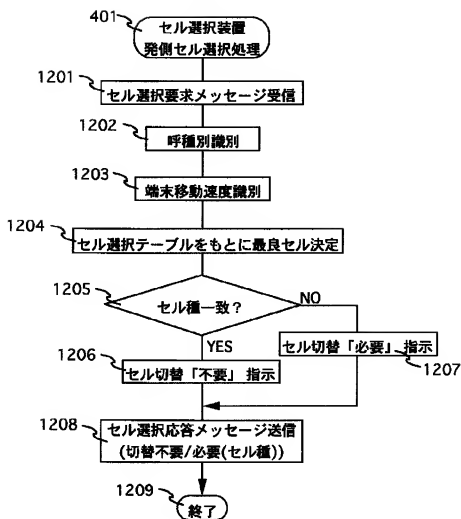 401
セル選択装置
発側セル選択処理
1201
セル選択要求メッセージ受信
1202
呼種別識別
1203
端末移動速度識別
1204
セル選択テーブルをもとに最良セル決定
1205
セル種一致？
NO
YES
1206
セル切替「不要」指示
セル切替「必要」指示
1207
1208
セル選択応答メッセージ送信
(切替不要/必要(セル種))
1209
終了